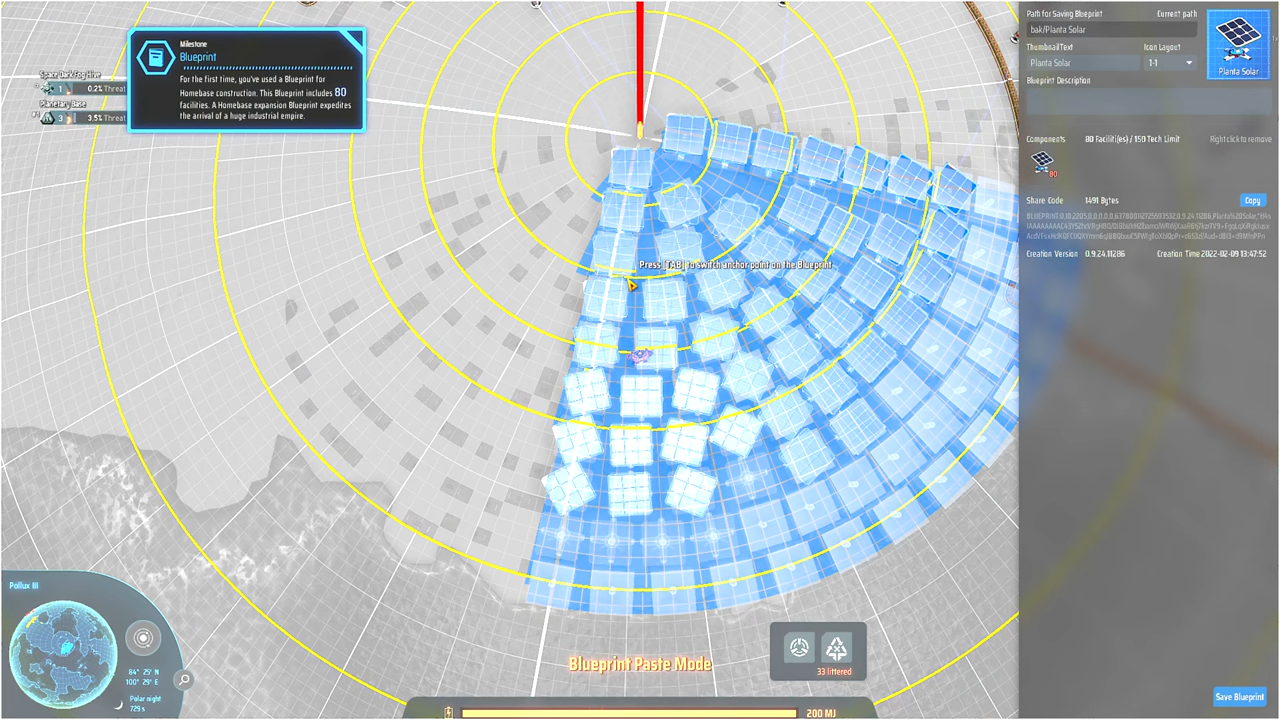 Milestone
Blueprint
For the first time, you've used a Blueprint for
Homebase construction. This Blueprint includes 80
facilities. A Homebase expansion Blueprint expedites
the arrival of a huge industrial empire.
Space Dark Fog Hive
1 0.2% Threat
Planetary Base
3 3.5% Threat
Press [TAB] to switch anchor point on the Blueprint
Path for Saving Blueprint Current path
bak/Planta Solar
Thumbnail Text Icon Layout
Planta Solar 1-1
Planta Solar
Blueprint Description
Components 80 Facilit(ies) / 150 Tech Limit Right click to remove
80
Share Code 1491 Bytes Copy
Creation Version 0.9.24.11286 Creation Time 2022-02-09 13:47:52
Pollux III
84° 25' N
100° 29' E
Polar night
729 s
Blueprint Paste Mode
33 littered
200 MJ
Save Blueprint